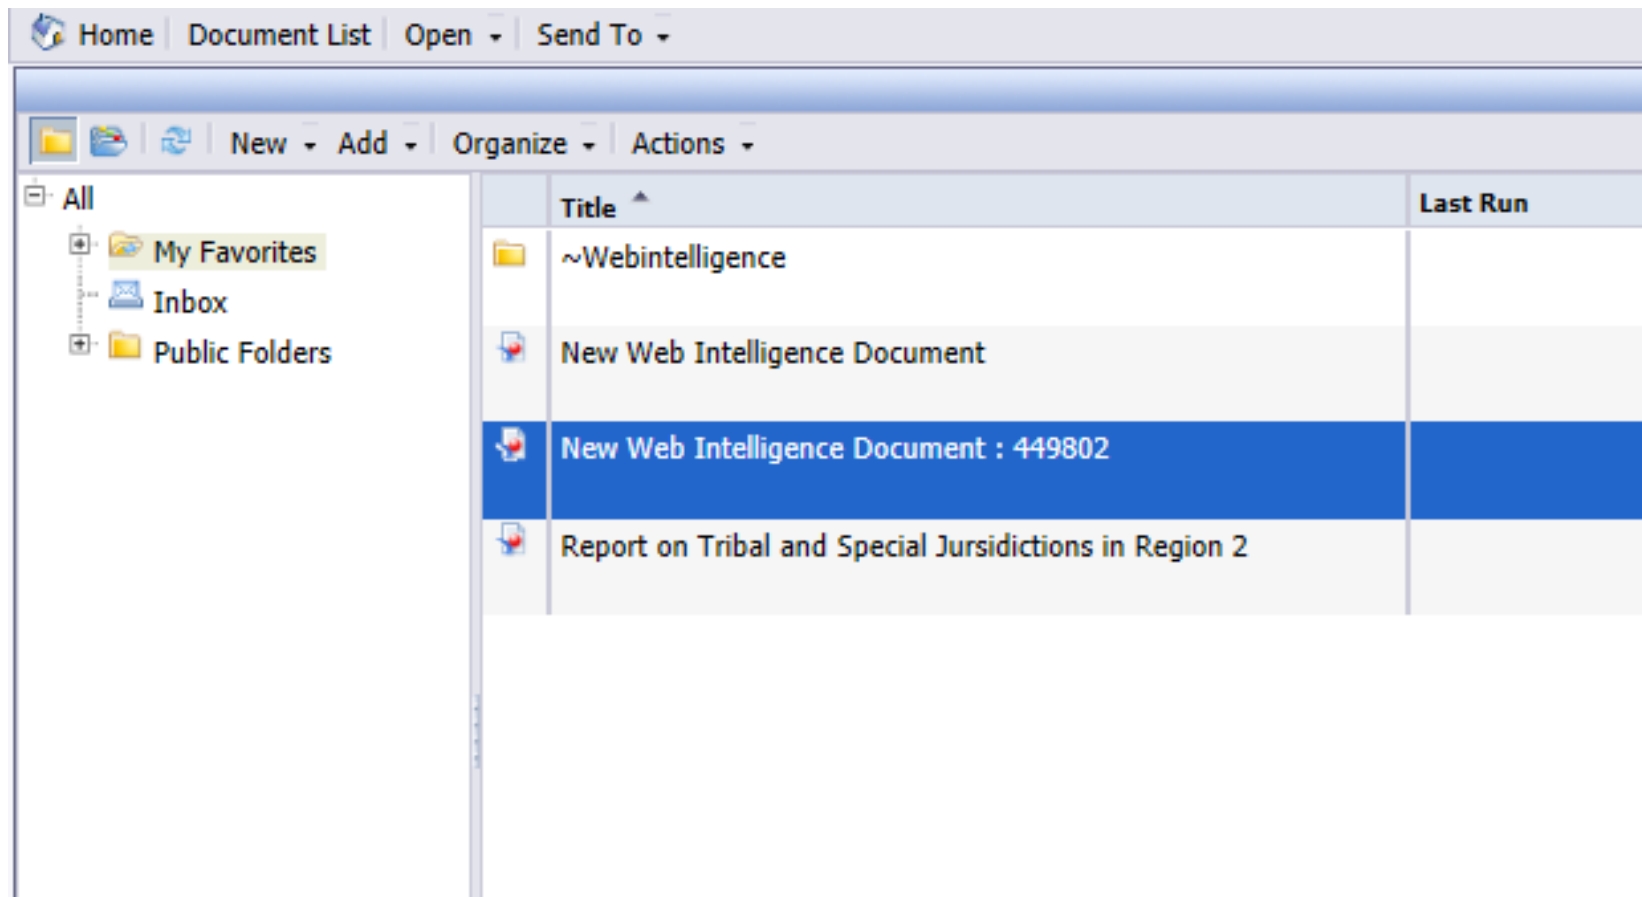 Home Document List Open Send To
New Add Organize Actions
All
My Favorites
Inbox
Public Folders
Title Last Run
~Webintelligence
New Web Intelligence Document
New Web Intelligence Document : 449802
Report on Tribal and Special Jursidictions in Region 2